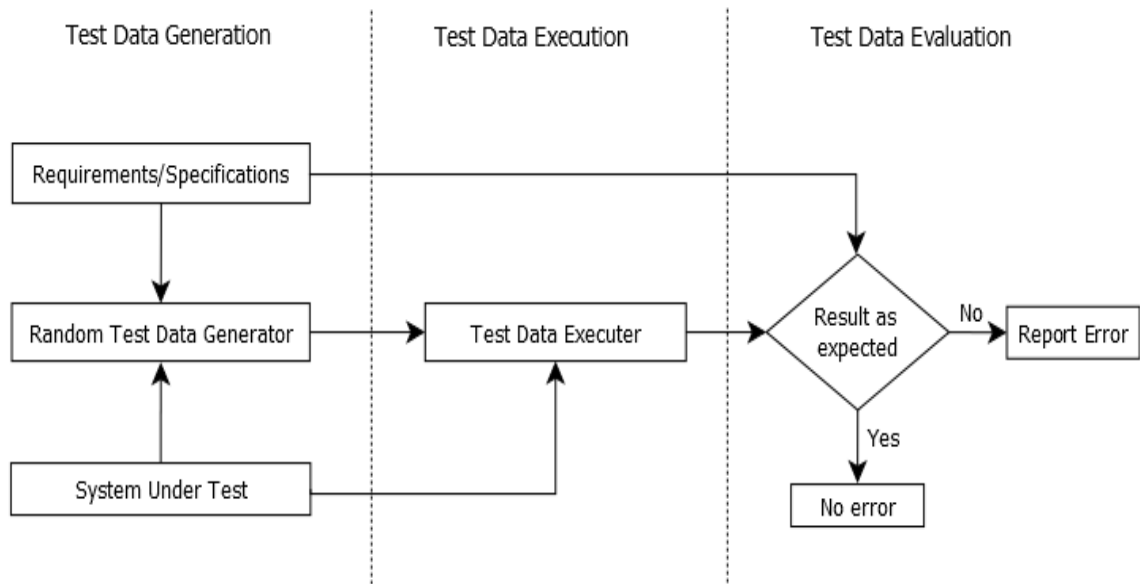 Test Data Generation
Test Data Execution
Test Data Evaluation
Requirements/Specifications
Random Test Data Generator
Test Data Executer
Result as
expected
No
Report Error
Yes
System Under Test
No error